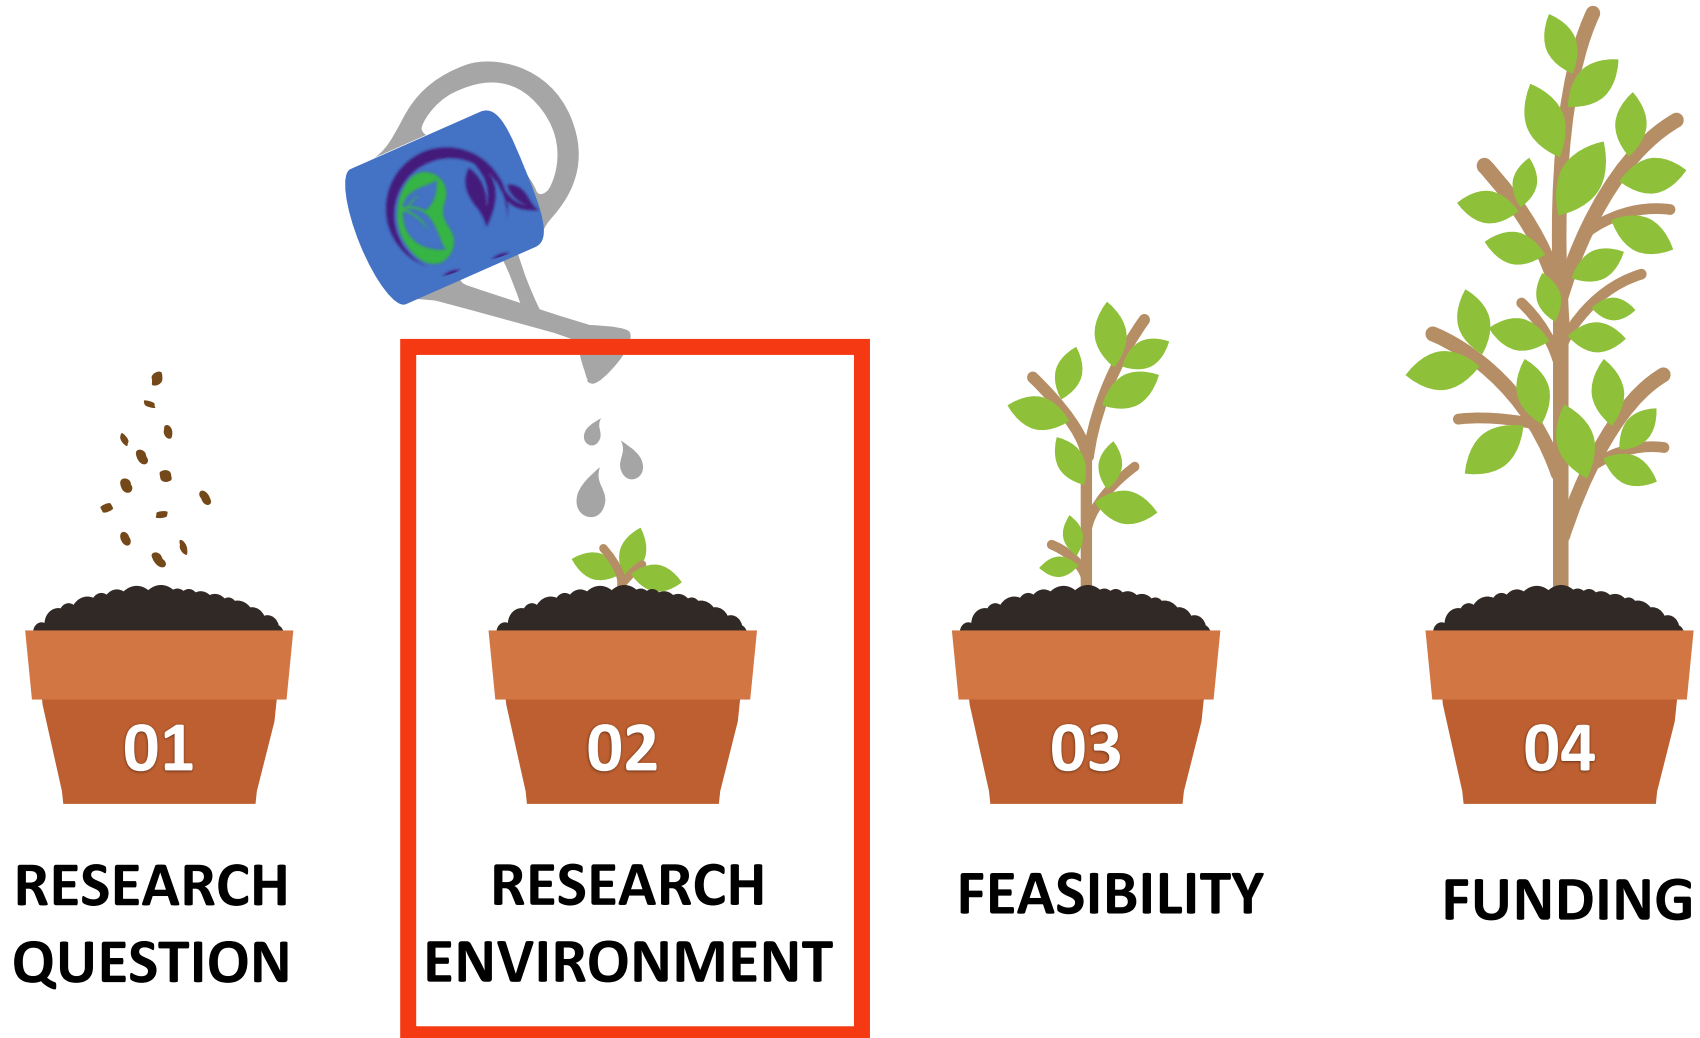 01
02
03
04
RESEARCH
QUESTION
RESEARCH
ENVIRONMENT
FEASIBILITY
FUNDING